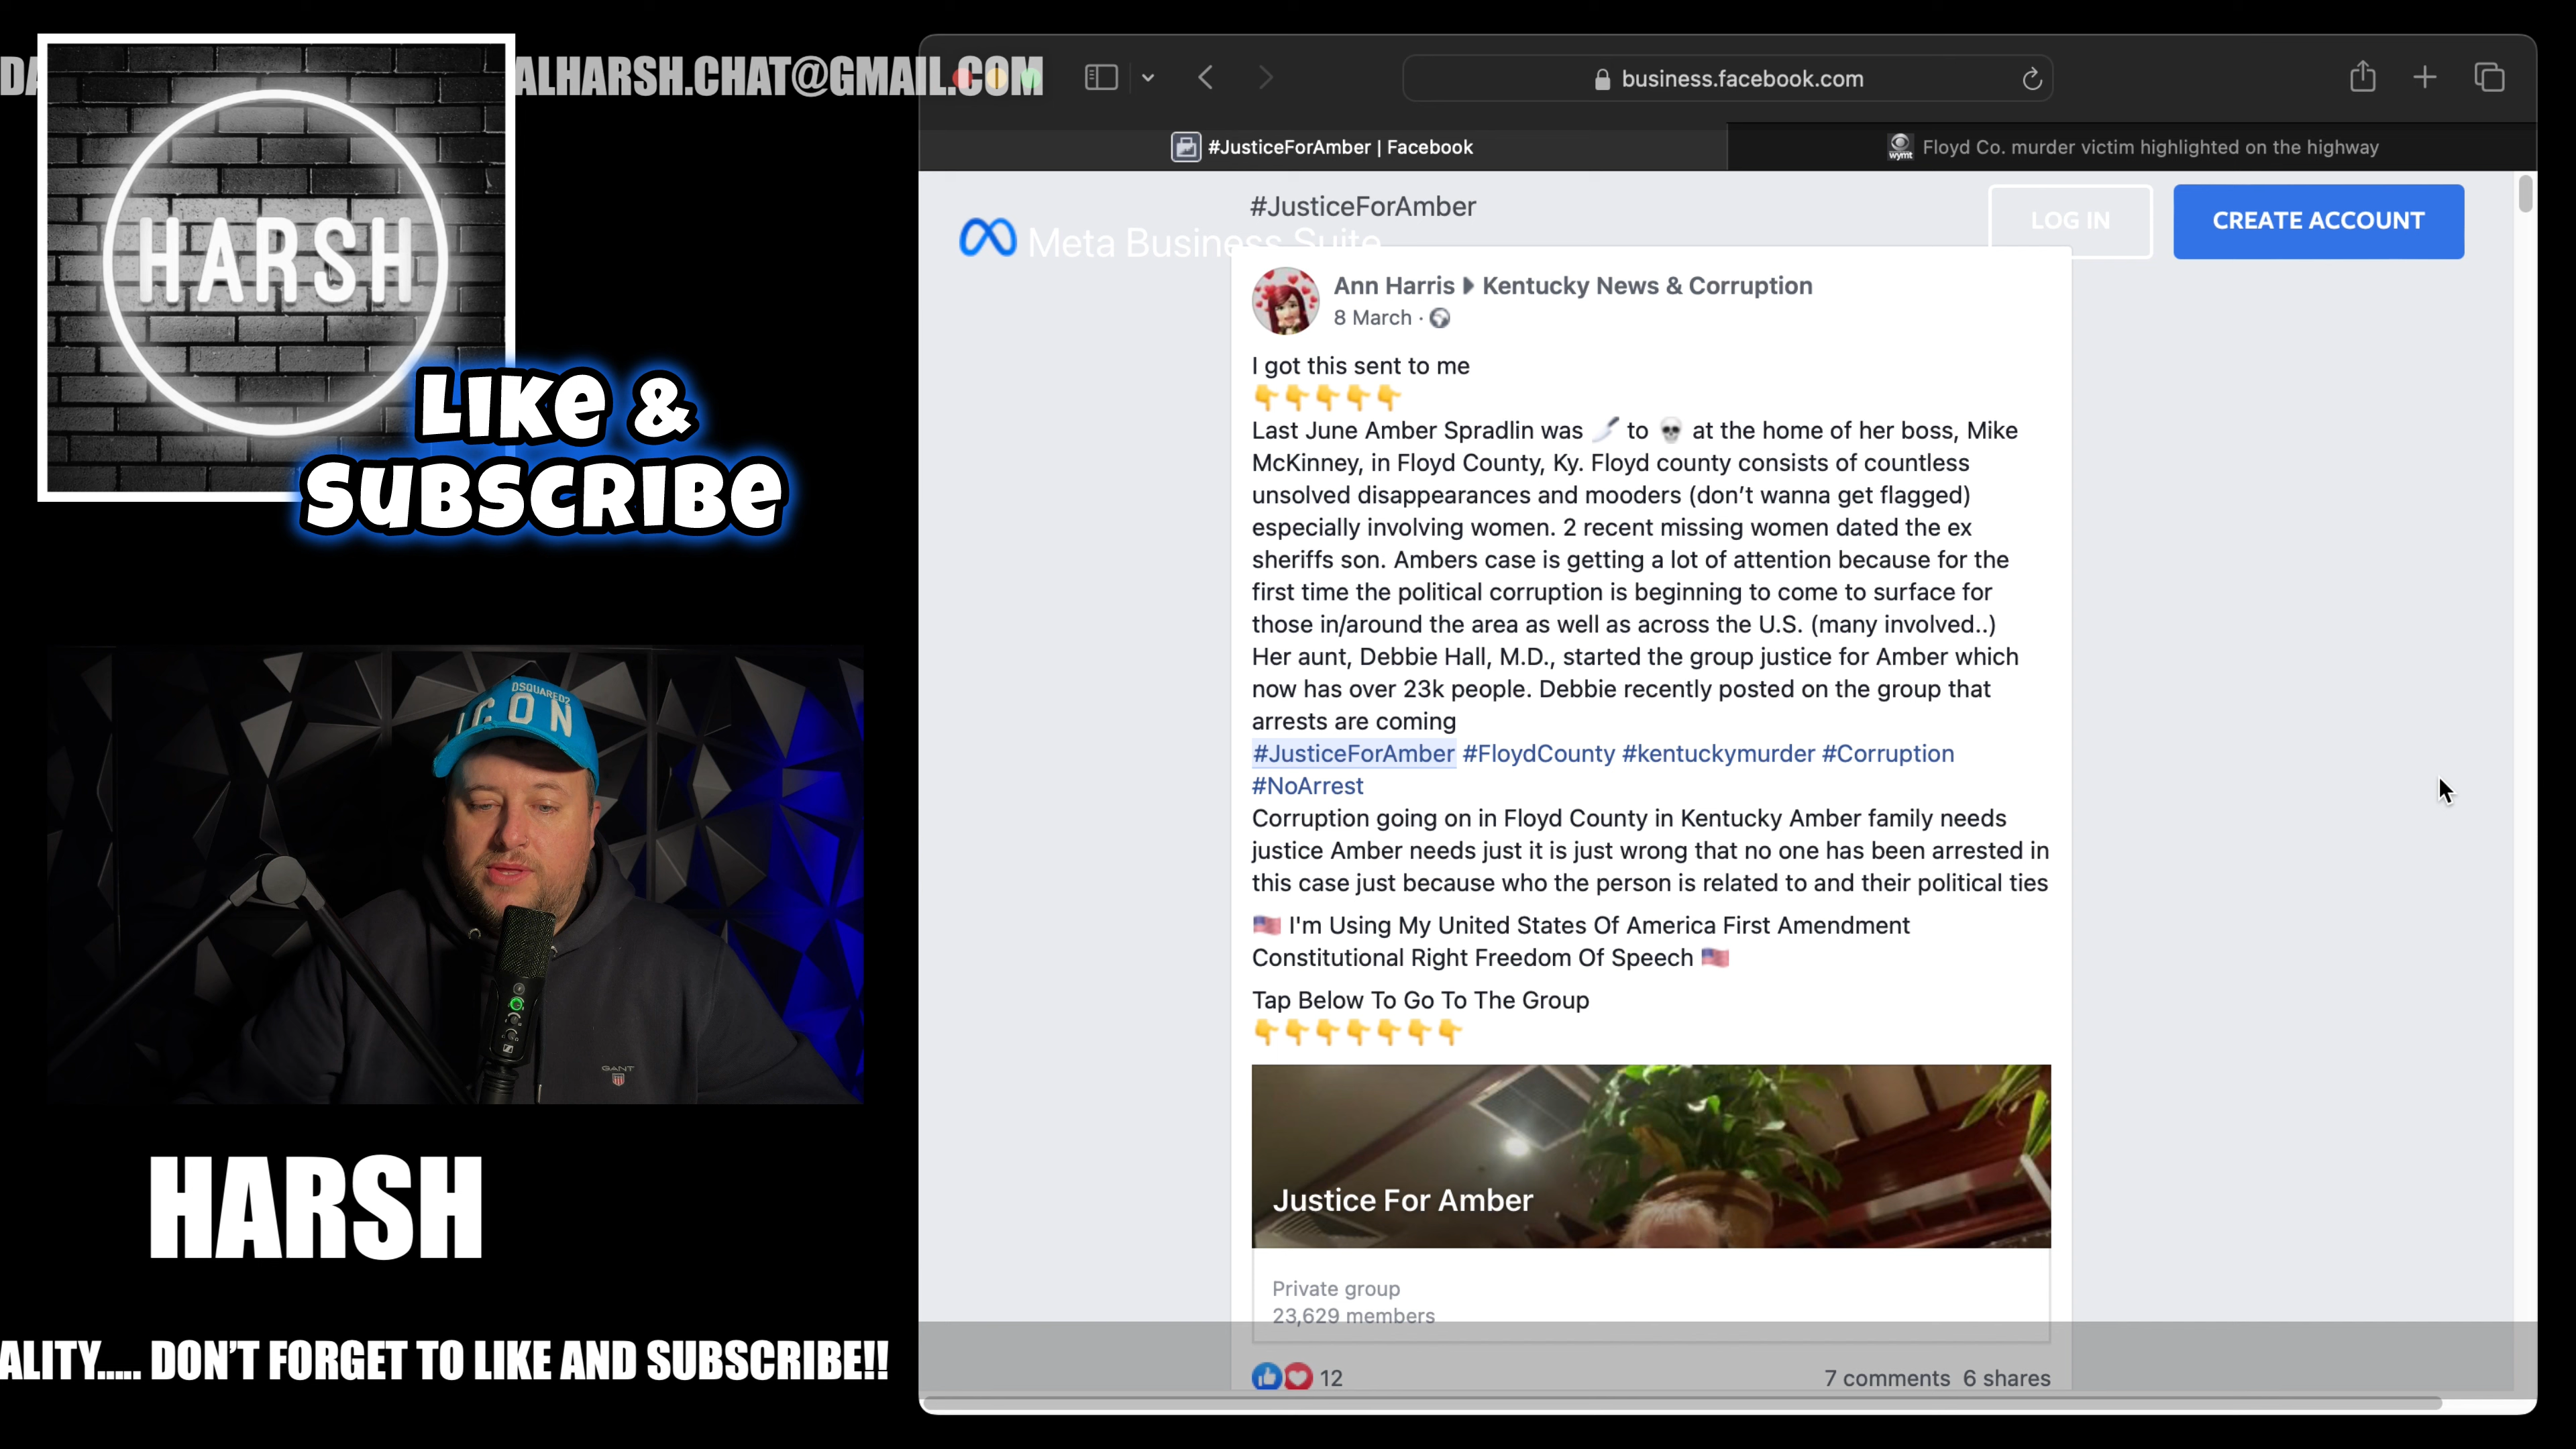 DA
ALHARSH.CHAT@GMAIL.COM
HARSH
LIKE &
SUBSCRIBE
DSQUARED2
ICON
GANT
HARSH
ALITY..... DON'T FORGET TO LIKE AND SUBSCRIBE!!
business.facebook.com
#JusticeForAmber | Facebook
wymt
Floyd Co. murder victim highlighted on the highway
#JusticeForAmber
Meta Business Suite
LOG IN
CREATE ACCOUNT
Ann Harris ▸ Kentucky News & Corruption
8 March ·
I got this sent to me
👇👇👇👇👇
Last June Amber Spradlin was 🔪 to 💀 at the home of her boss, Mike
McKinney, in Floyd County, Ky. Floyd county consists of countless
unsolved disappearances and mooders (don't wanna get flagged)
especially involving women. 2 recent missing women dated the ex
sheriffs son. Ambers case is getting a lot of attention because for the
first time the political corruption is beginning to come to surface for
those in/around the area as well as across the U.S. (many involved..)
Her aunt, Debbie Hall, M.D., started the group justice for Amber which
now has over 23k people. Debbie recently posted on the group that
arrests are coming
#JusticeForAmber #FloydCounty #kentuckymurder #Corruption
#NoArrest
Corruption going on in Floyd County in Kentucky Amber family needs
justice Amber needs just it is just wrong that no one has been arrested in
this case just because who the person is related to and their political ties
🇺🇸 I'm Using My United States Of America First Amendment
Constitutional Right Freedom Of Speech 🇺🇸
Tap Below To Go To The Group
👇👇👇👇👇👇👇
Justice For Amber
Private group
23,629 members
12
7 comments 6 shares